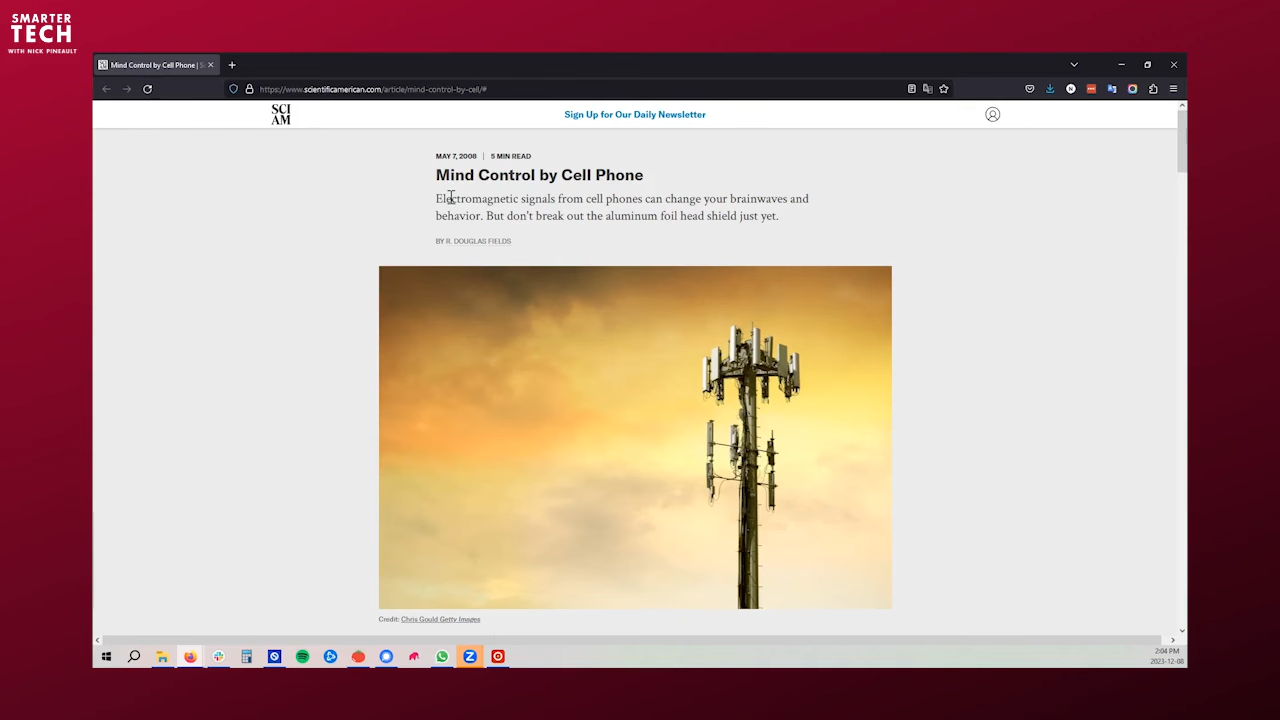 SMARTER
TECH
WITH NICK PINEAULT
Mind Control by Cell Phone | S
https://www.scientificamerican.com/article/mind-control-by-cell/#
SCI
AM
Sign Up for Our Daily Newsletter
MAY 7, 2008 | 5 MIN READ
Mind Control by Cell Phone
Electromagnetic signals from cell phones can change your brainwaves and
behavior. But don't break out the aluminum foil head shield just yet.
BY R. DOUGLAS FIELDS
Credit: Chris Gould Getty Images
2:04 PM
2023-12-08